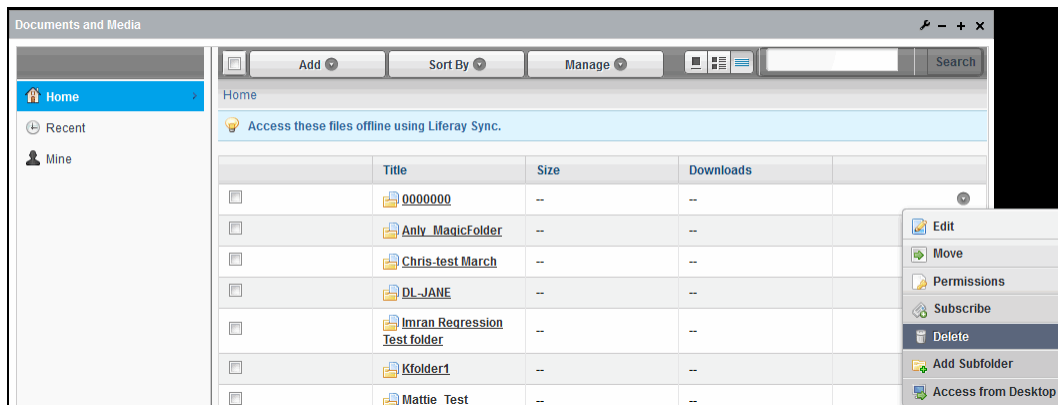 Documents and Media
Add
Sort By
Manage
Search
Home
Recent
Mine
Home
Access these files offline using Liferay Sync.
Title Size Downloads
0000000 -- --
Anly_MagicFolder -- --
Chris-test March -- --
DL-JANE -- --
Imran Regression
Test folder -- --
Kfolder1 -- --
Mattie_Test -- --
Edit
Move
Permissions
Subscribe
Delete
Add Subfolder
Access from Desktop